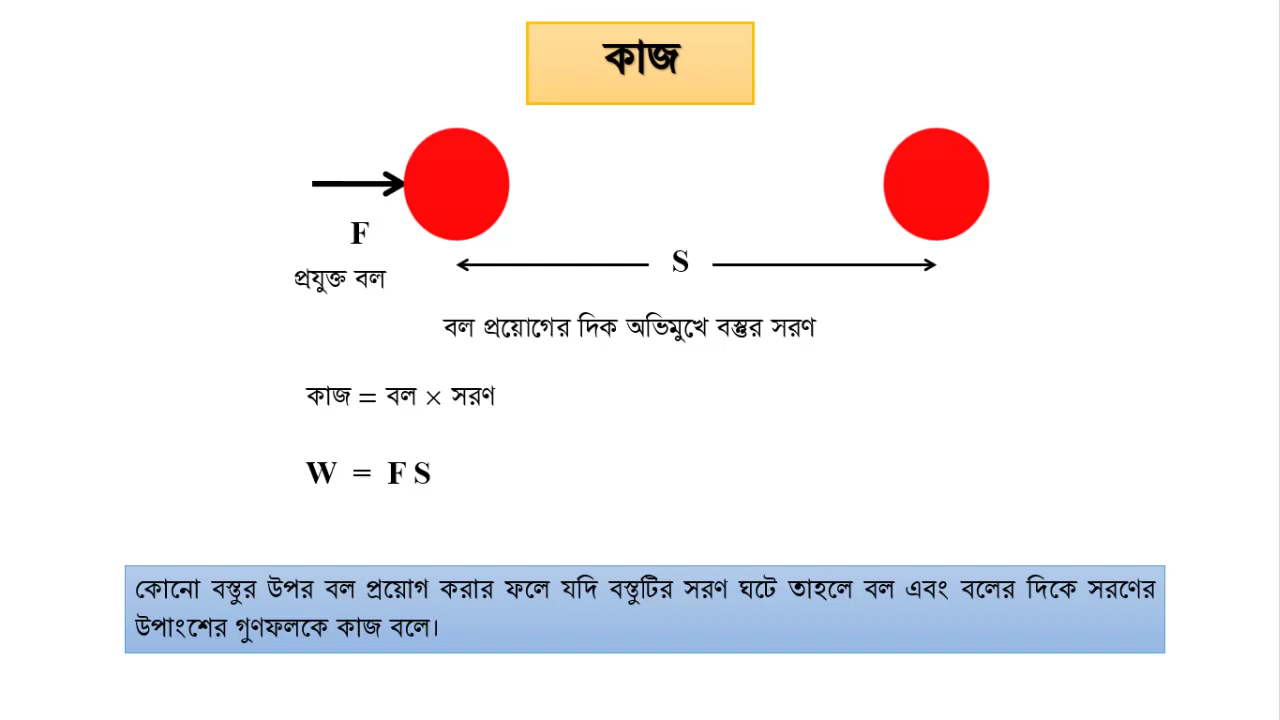 কাজ
F
প্রযুক্ত বল
S
বল প্রয়োগের দিক অভিমুখে বস্তুর সরণ
কাজ = বল × সরণ
W = F S
কোনো বস্তুর উপর বল প্রয়োগ করার ফলে যদি বস্তুটির সরণ ঘটে তাহলে বল এবং বলের দিকে সরণের
উপাংশের গুণফলকে কাজ বলে।